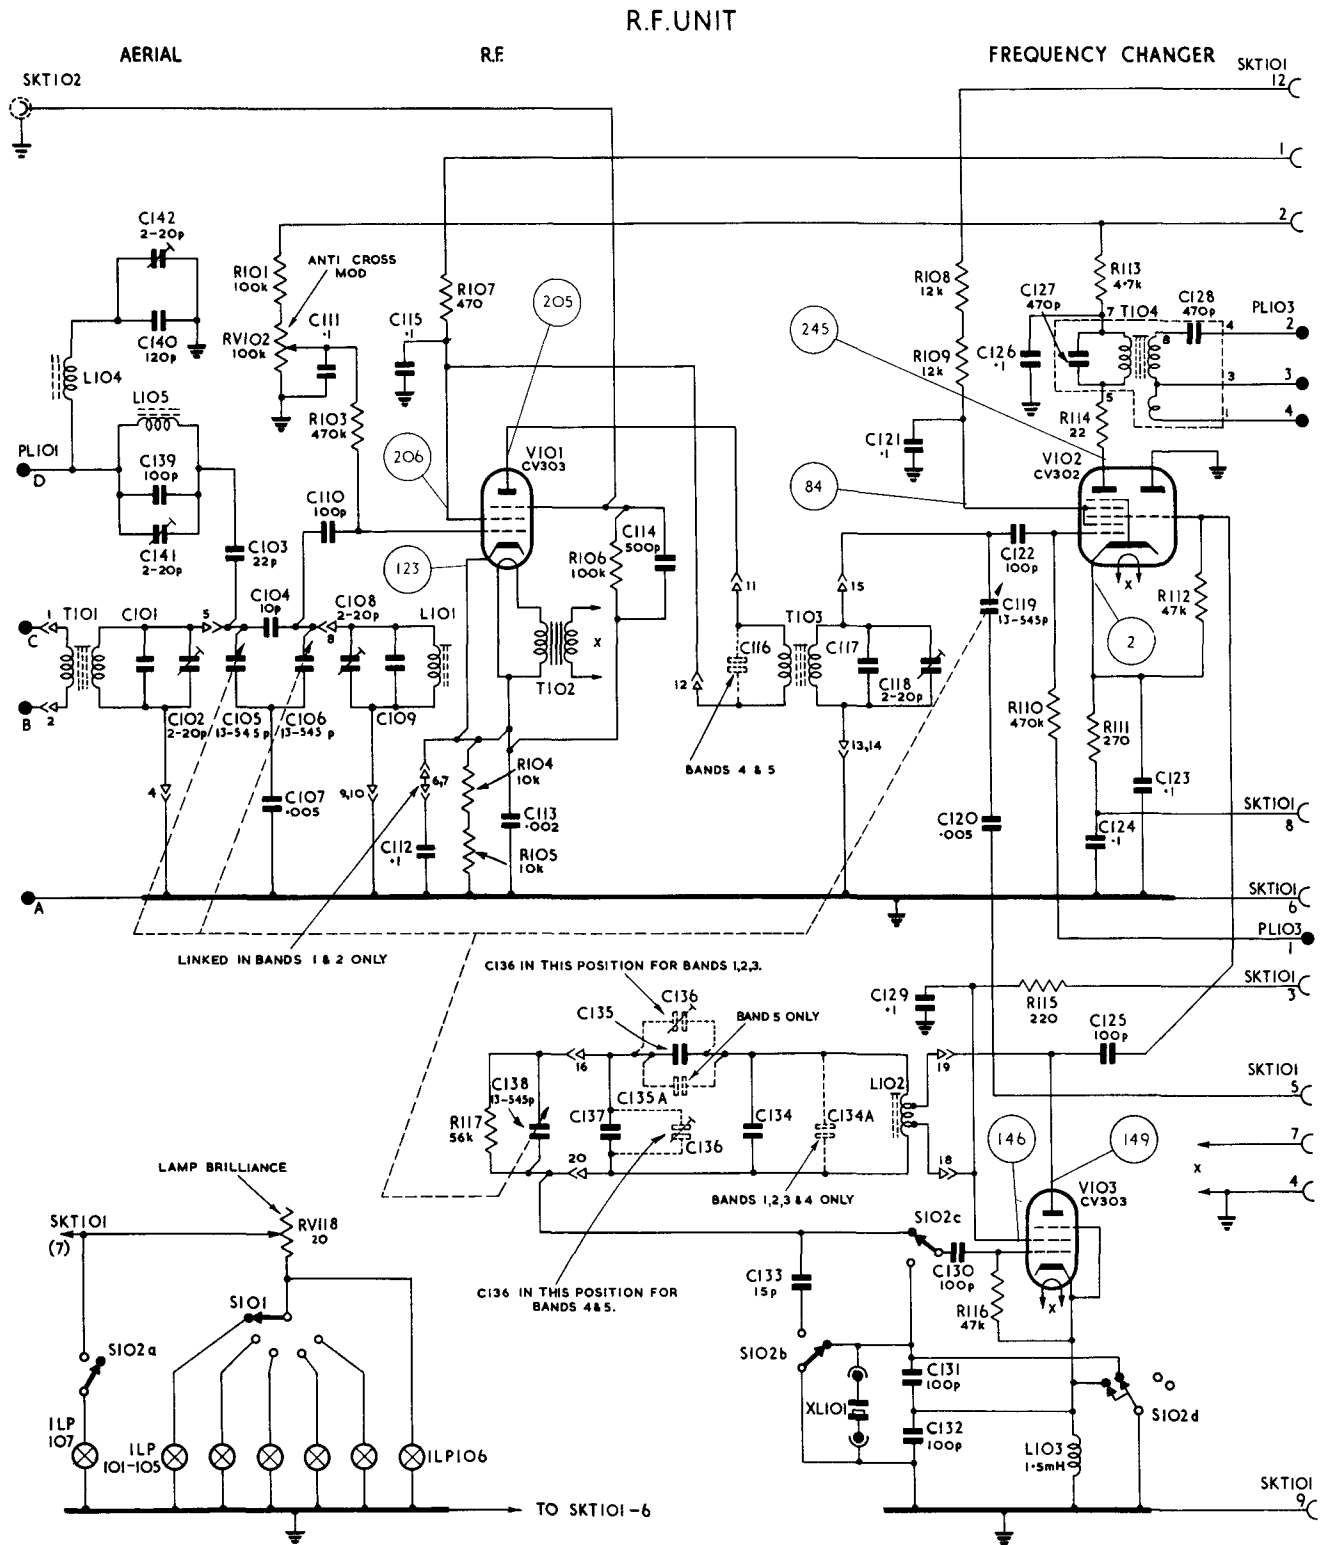 R.F. UNIT
AERIAL
R.F.
FREQUENCY CHANGER
SKT102
SKT101
12
1
2
C142
2-20p
C140
120p
L104
L105
PL101
D
C139
100p
C141
2-20p
R101
100k
ANTI CROSS
MOD
RV102
100k
C111
·1
R103
470k
C110
100p
C115
·1
R107
470
205
206
123
V101
CV303
R106
100k
C114
500p
T102
X
R108
12k
R109
12k
C121
·1
245
84
C126
·1
C127
470p
R113
4·7k
7
T104
C128
470p
8
4
3
1
5
PL103
2
3
4
R114
22
V102
CV302
X
C103
22p
C104
10p
C
1
T101
B
2
C101
C102
2-20p
5
C105
13-545p
C106
13-545p
8
C108
2-20p
C109
L101
4
C107
·005
9,10
C112
·1
6,7
R104
10k
R105
10k
C113
·002
11
12
C116
T103
C117
C118
2-20p
15
13,14
BANDS 4 & 5
C122
100p
C119
13-545p
C120
·005
R110
470k
2
R112
47k
R111
270
C123
·1
C124
·1
SKT101
8
SKT101
6
PL103
1
SKT101
3
A
LINKED IN BANDS 1 & 2 ONLY
C136 IN THIS POSITION FOR BANDS 1,2,3.
C136
C135
BAND 5 ONLY
C135A
16
C138
13-545p
R117
56k
C137
C136
20
C134
C134A
BANDS 1,2,3 & 4 ONLY
L102
19
18
C129
·1
R115
220
C125
100p
SKT101
5
7
X
4
146
149
V103
CV303
X
LAMP BRILLIANCE
SKT101
(7)
RV118
20
S101
S102a
ILP
107
ILP
101-105
ILP106
TO SKT101-6
C136 IN THIS POSITION FOR
BANDS 4 & 5.
C133
15p
S102c
C130
100p
R116
47k
S102b
XL101
C131
100p
C132
100p
L103
1·5mH
S102d
SKT101
9